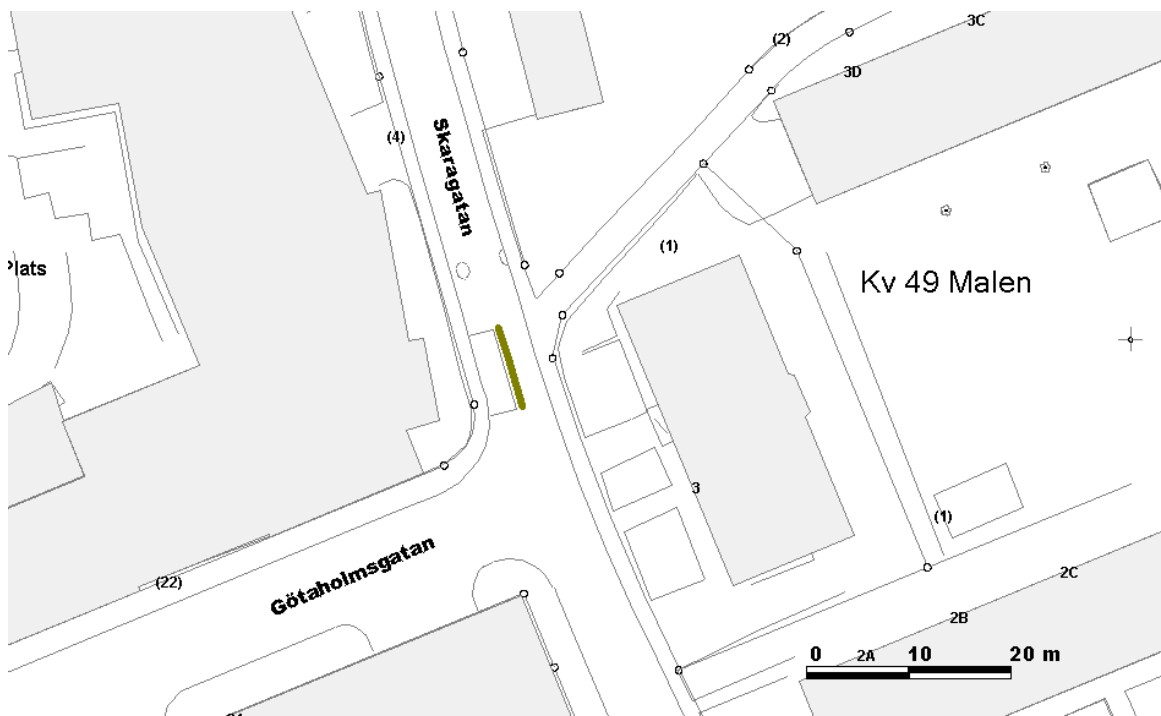 3C
(2)
3D
(4)
Skaragatan
(1)
Plats
Kv 49 Malen
3
(1)
Götaholmsgatan
(22)
2C
2B
0 2A 10 20 m